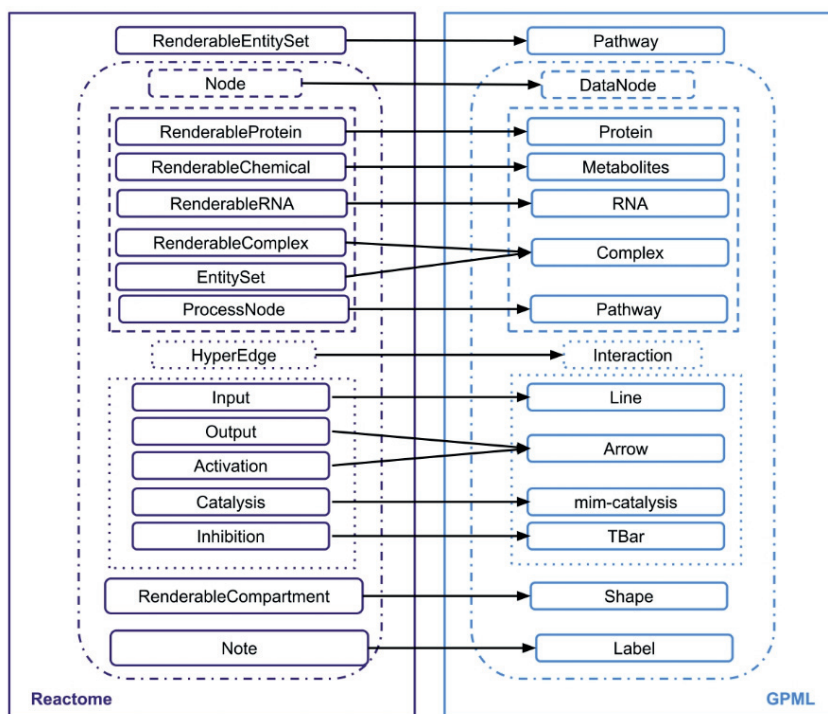 RenderableEntitySet
Pathway
Node
DataNode
RenderableProtein
Protein
RenderableChemical
Metabolites
RenderableRNA
RNA
RenderableComplex
Complex
EntitySet
ProcessNode
Pathway
HyperEdge
Interaction
Input
Line
Output
Arrow
Activation
Catalysis
mim-catalysis
Inhibition
TBar
RenderableCompartment
Shape
Note
Label
Reactome
GPML